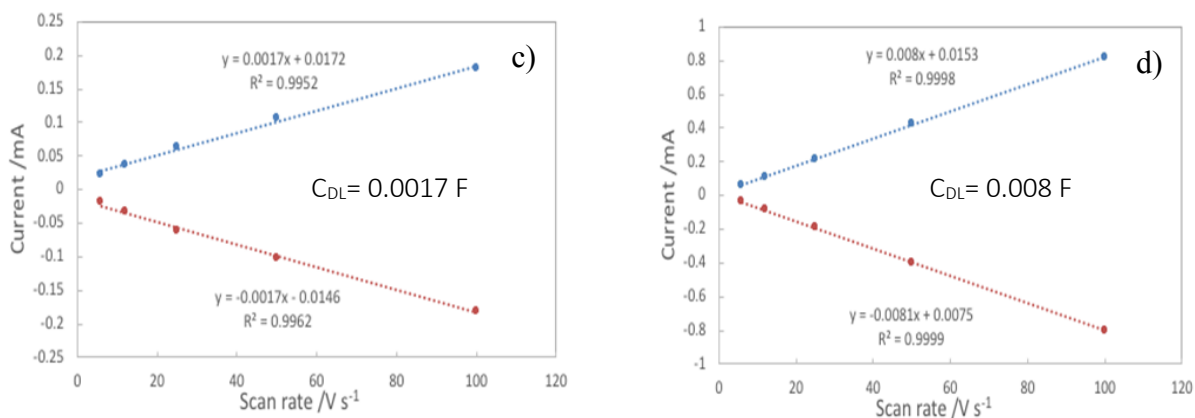 c)
0.25
0.2
0.15
0.1
0.05
0
-0.05
-0.1
-0.15
-0.2
-0.25
y = 0.0017x + 0.0172
R² = 0.9952
C_DL= 0.0017 F
y = -0.0017x - 0.0146
R² = 0.9962
Current /mA
0 20 40 60 80 100 120
Scan rate /V s⁻¹
d)
1
0.8
0.6
0.4
0.2
0
-0.2
-0.4
-0.6
-0.8
-1
y = 0.008x + 0.0153
R² = 0.9998
C_DL= 0.008 F
y = -0.0081x + 0.0075
R² = 0.9999
Current /mA
0 20 40 60 80 100 120
Scan rate /V s⁻¹